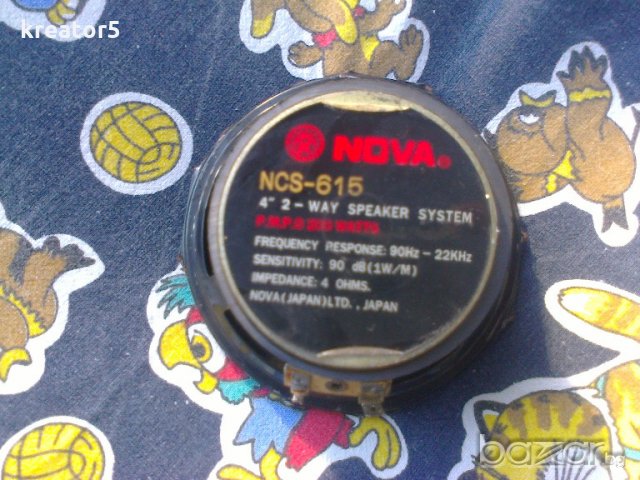 kreator5
NOVA®
NCS-615
4" 2-WAY SPEAKER SYSTEM
P.M.P.O WATTS
FREQUENCY RESPONSE: 90Hz - 22KHz
SENSITIVITY: 90 dB(1W/M)
IMPEDANCE: 4 OHMS.
NOVA(JAPAN)LTD., JAPAN
bazar.bg